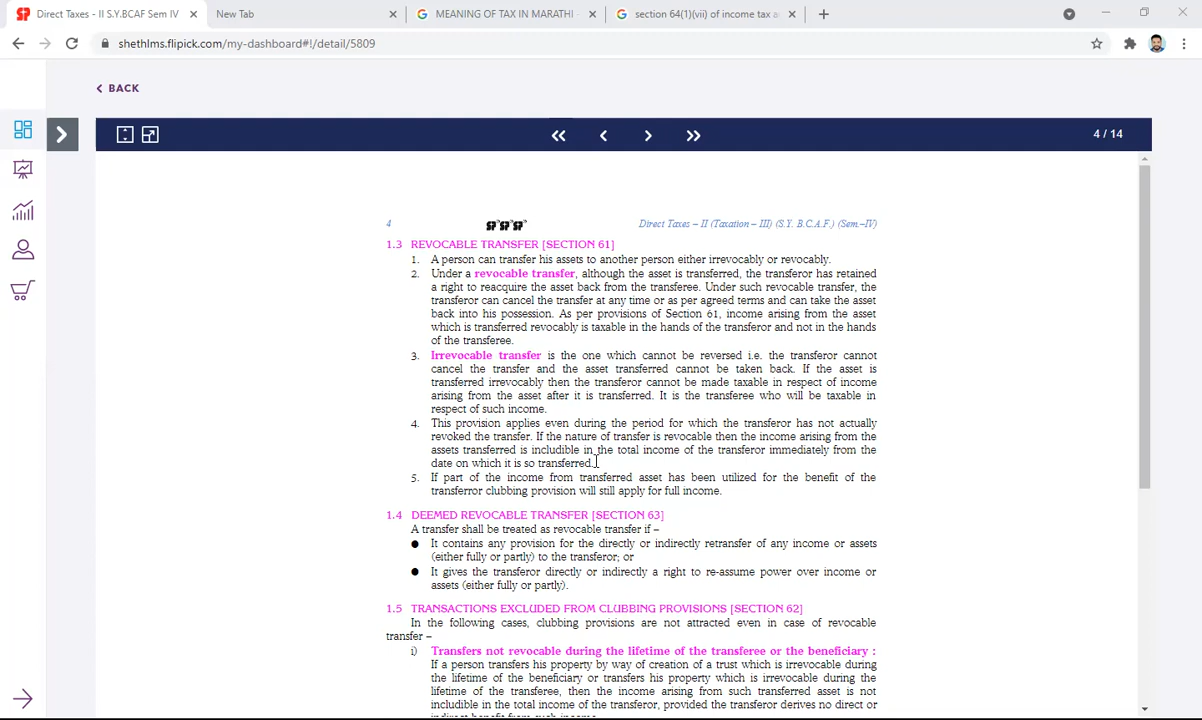 Direct Taxes - II S.Y.BCAF Sem IV
New Tab
MEANING OF TAX IN MARATHI -
section 64(1)(vii) of income tax a
shethlms.flipick.com/my-dashboard#!/detail/5809
BACK
4 / 14
4
Direct Taxes – II (Taxation – III) (S.Y. B.C.A.F.) (Sem.–IV)
1.3 REVOCABLE TRANSFER [SECTION 61]
1. A person can transfer his assets to another person either irrevocably or revocably.
2. Under a revocable transfer, although the asset is transferred, the transferor has retained
a right to reacquire the asset back from the transferee. Under such revocable transfer, the
transferor can cancel the transfer at any time or as per agreed terms and can take the asset
back into his possession. As per provisions of Section 61, income arising from the asset
which is transferred revocably is taxable in the hands of the transferor and not in the hands
of the transferee.
3. Irrevocable transfer is the one which cannot be reversed i.e. the transferor cannot
cancel the transfer and the asset transferred cannot be taken back. If the asset is
transferred irrevocably then the transferor cannot be made taxable in respect of income
arising from the asset after it is transferred. It is the transferee who will be taxable in
respect of such income.
4. This provision applies even during the period for which the transferor has not actually
revoked the transfer. If the nature of transfer is revocable then the income arising from the
assets transferred is includible in the total income of the transferor immediately from the
date on which it is so transferred.
5. If part of the income from transferred asset has been utilized for the benefit of the
transferror clubbing provision will still apply for full income.
1.4 DEEMED REVOCABLE TRANSFER [SECTION 63]
A transfer shall be treated as revocable transfer if –
● It contains any provision for the directly or indirectly retransfer of any income or assets
(either fully or partly) to the transferor; or
● It gives the transferor directly or indirectly a right to re-assume power over income or
assets (either fully or partly).
1.5 TRANSACTIONS EXCLUDED FROM CLUBBING PROVISIONS [SECTION 62]
In the following cases, clubbing provisions are not attracted even in case of revocable
transfer –
i) Transfers not revocable during the lifetime of the transferee or the beneficiary :
If a person transfers his property by way of creation of a trust which is irrevocable during
the lifetime of the beneficiary or transfers his property which is irrevocable during the
lifetime of the transferee, then the income arising from such transferred asset is not
includible in the total income of the transferor, provided the transferor derives no direct or
indirect benefit from such income.